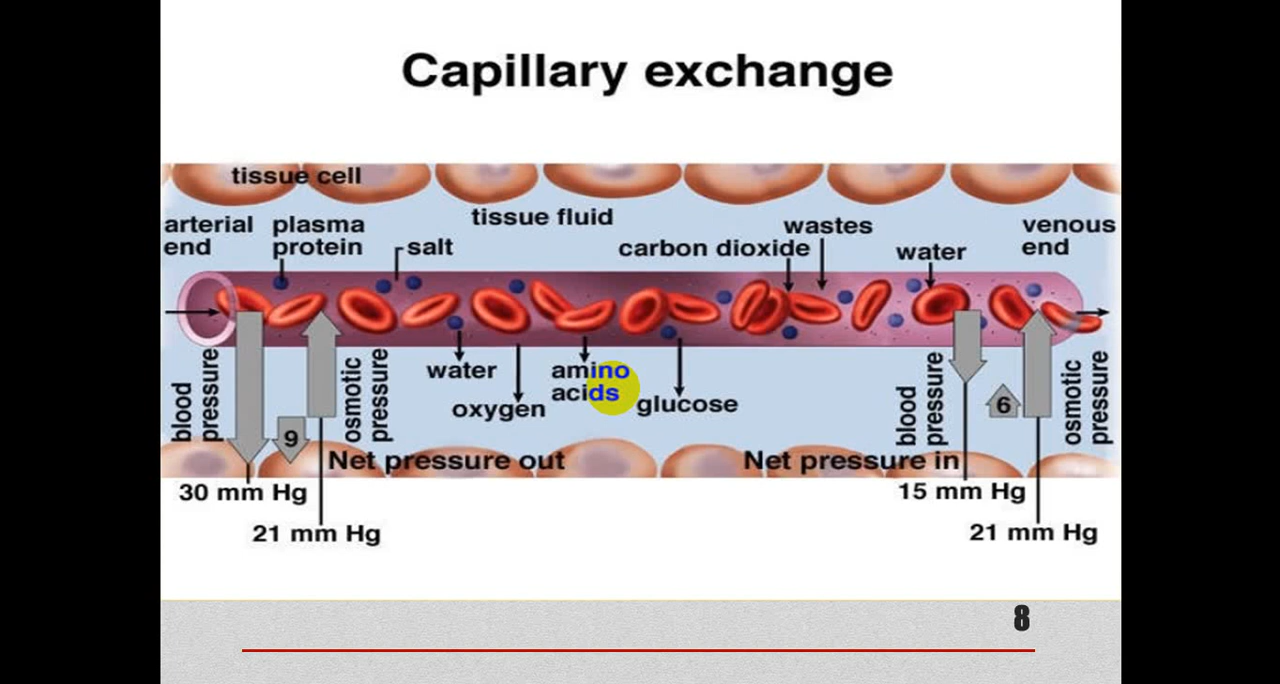 Capillary exchange
tissue cell
arterial
end
plasma
protein
salt
tissue fluid
carbon dioxide
wastes
water
venous
end
blood
pressure
osmotic
pressure
water
oxygen
amino
acids
glucose
blood
pressure
osmotic
pressure
9
6
Net pressure out
Net pressure in
30 mm Hg
21 mm Hg
15 mm Hg
21 mm Hg
8